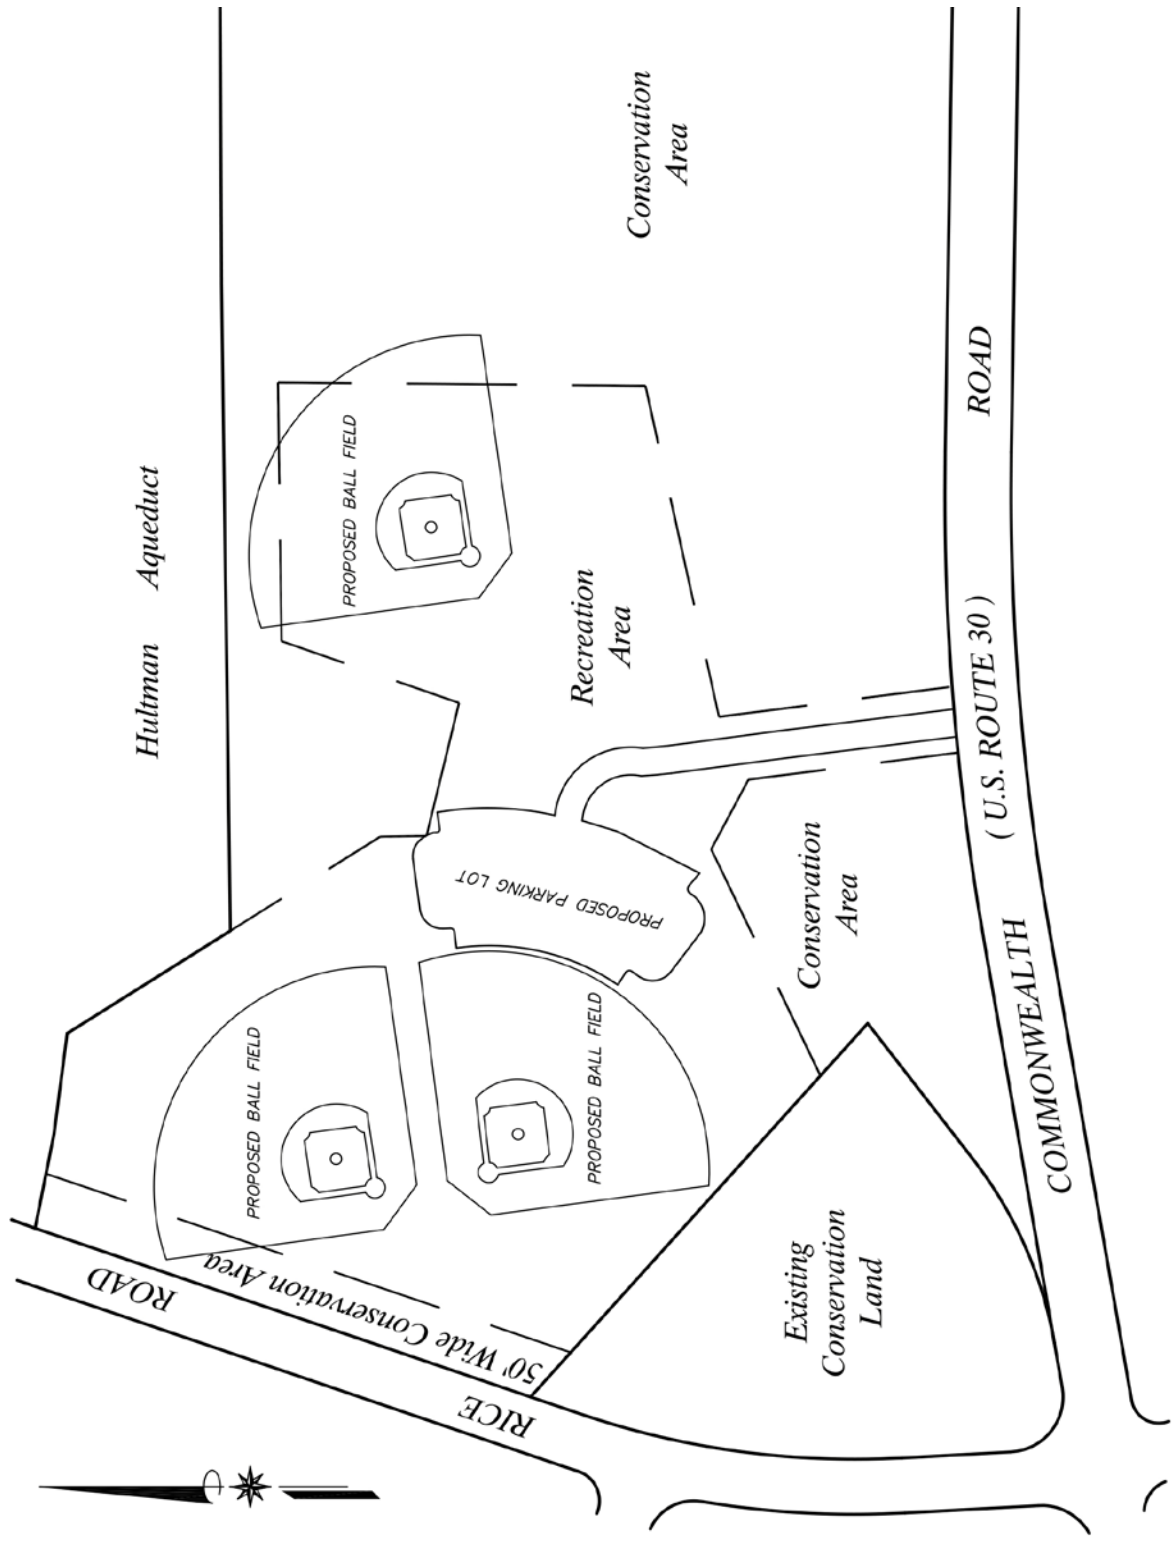 Hultman Aqueduct
Conservation
Area
PROPOSED BALL FIELD
Recreation
Area
ROAD
( U.S. ROUTE 30 )
COMMONWEALTH
PROPOSED PARKING LOT
Conservation
Area
PROPOSED BALL FIELD
PROPOSED BALL FIELD
50' Wide Conservation Area
RICE ROAD
Existing
Conservation
Land